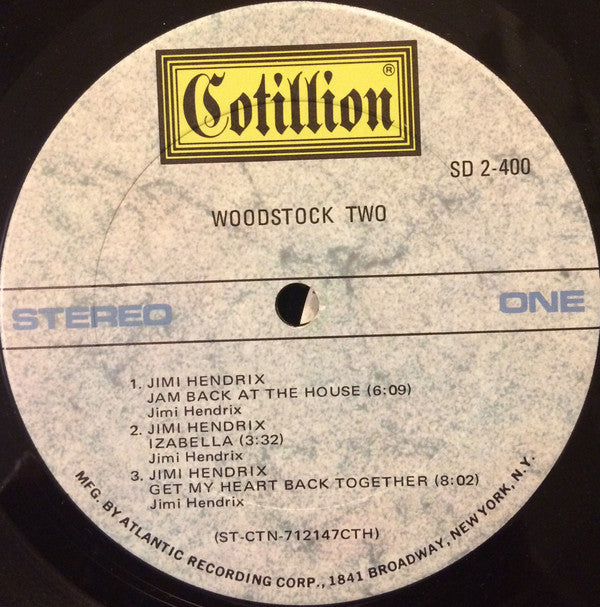 Cotillion®
SD 2-400
WOODSTOCK TWO
STEREO
ONE
1. JIMI HENDRIX
JAM BACK AT THE HOUSE (6:09)
Jimi Hendrix
2. JIMI HENDRIX
IZABELLA (3:32)
Jimi Hendrix
3. JIMI HENDRIX
GET MY HEART BACK TOGETHER (8:02)
Jimi Hendrix
(ST-CTN-712147CTH)
MFG. BY ATLANTIC RECORDING CORP., 1841 BROADWAY, NEW YORK, N.Y.